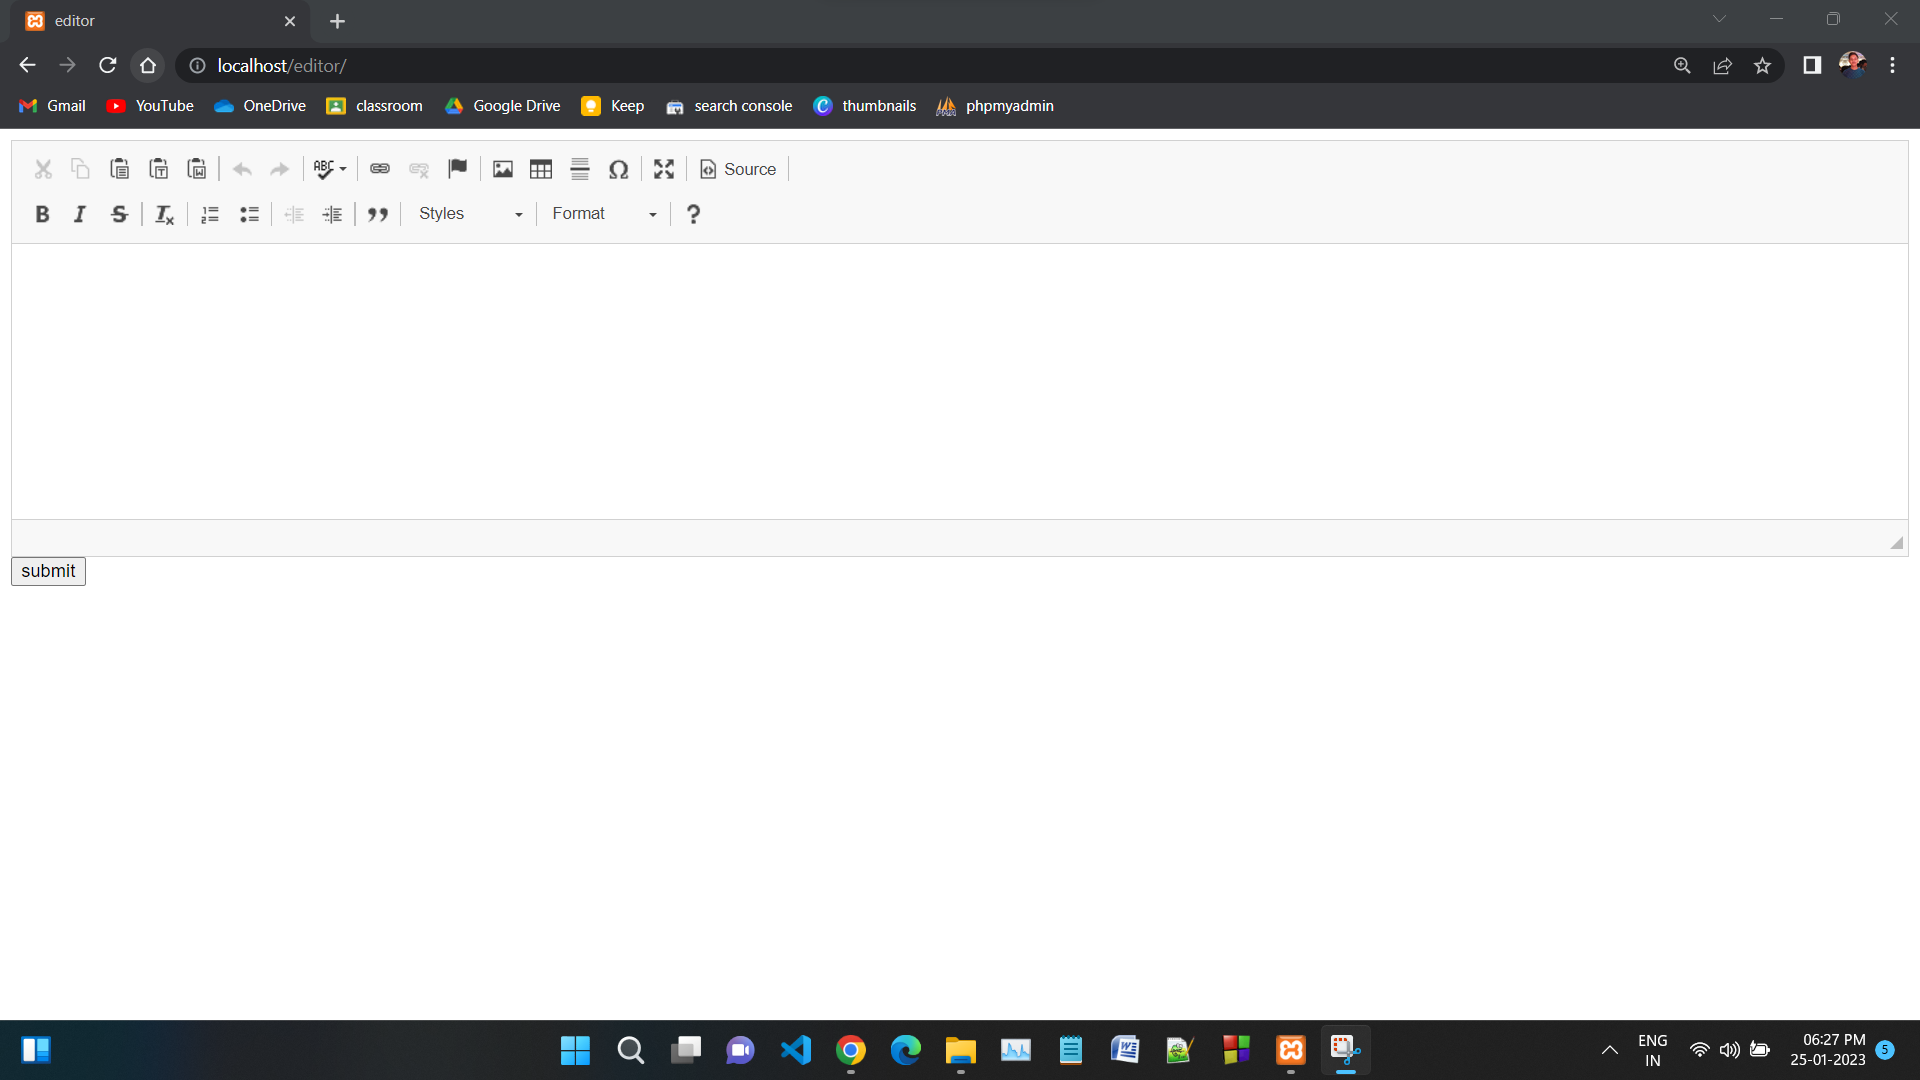 editor
localhost/editor/
Gmail YouTube OneDrive classroom Google Drive Keep search console thumbnails phpmyadmin
ABC Source
Styles Format ?
submit
ENG
IN
06:27 PM
25-01-2023
5